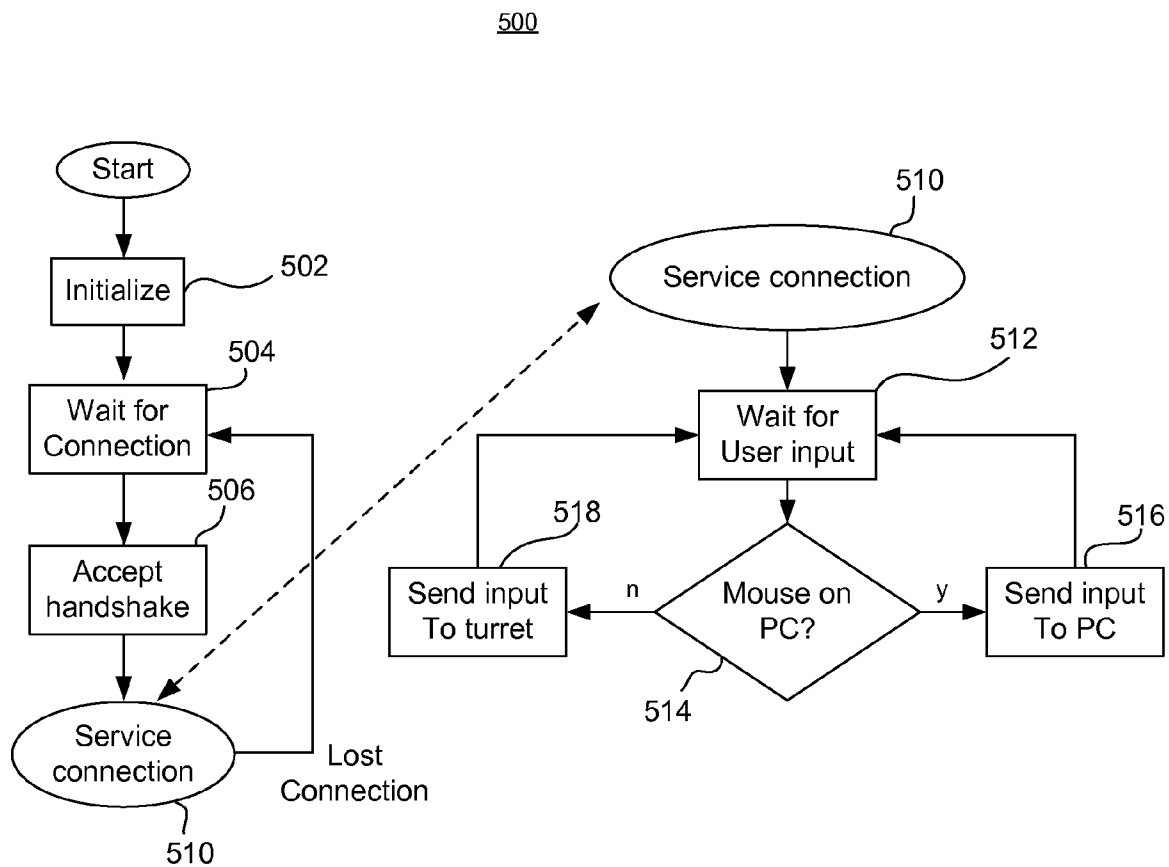 500
Start
Initialize
502
504
Wait for
Connection
506
Accept
handshake
Service
connection
510
Lost
Connection
510
Service connection
512
Wait for
User input
518
Send input
To turret
n
Mouse on
PC?
514
y
516
Send input
To PC